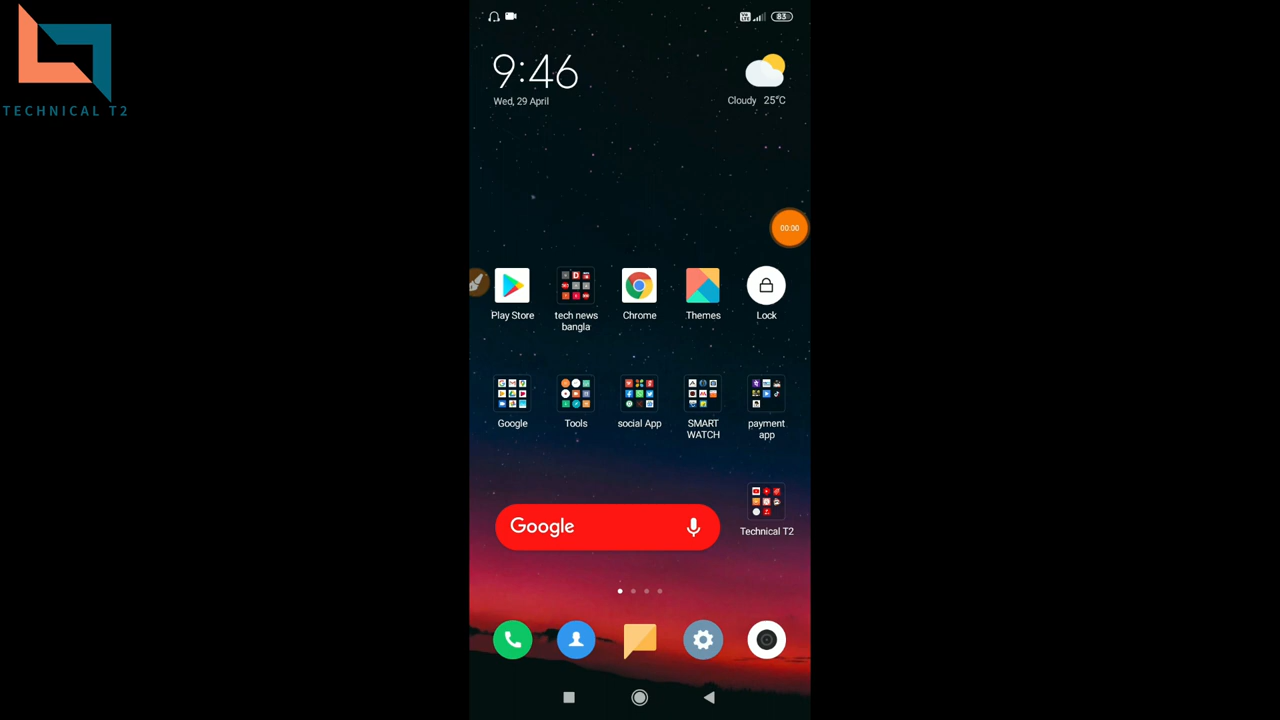 TECHNICAL T2
83
9:46
Wed, 29 April
Cloudy 25°C
00:00
Play Store
tech news
bangla
Chrome
Themes
Lock
Google
Tools
social App
SMART
WATCH
payment
app
Google
Technical T2